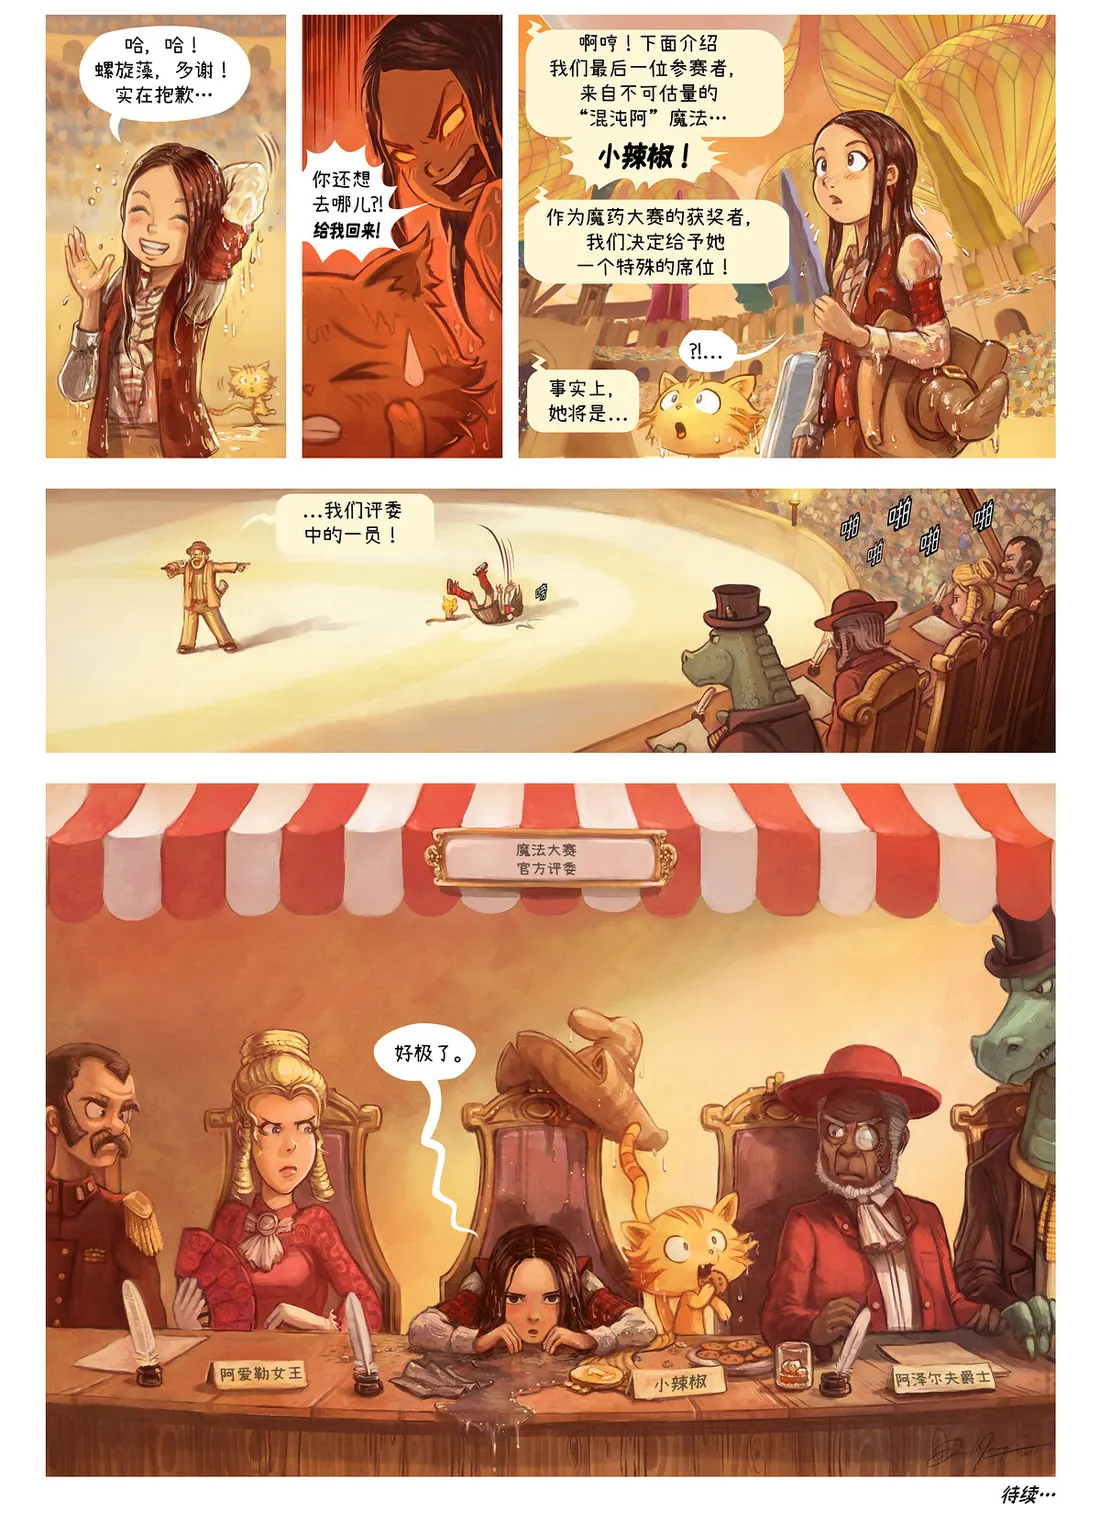 哈，哈！
螺旋藻，多谢！
实在抱歉…
你还想
去哪儿?!
给我回来!
啊哼！下面介绍
我们最后一位参赛者，
来自不可估量的
“混沌阿”魔法…
小辣椒！
作为魔药大赛的获奖者，
我们决定给予她
一个特殊的席位！
?!...
事实上，
她将是...
...我们评委
中的一员！
嘭
啪
啪
啪
啪
啪
魔法大赛
官方评委
好极了。
阿爱勒女王
小辣椒
阿泽尔夫爵士
待续…